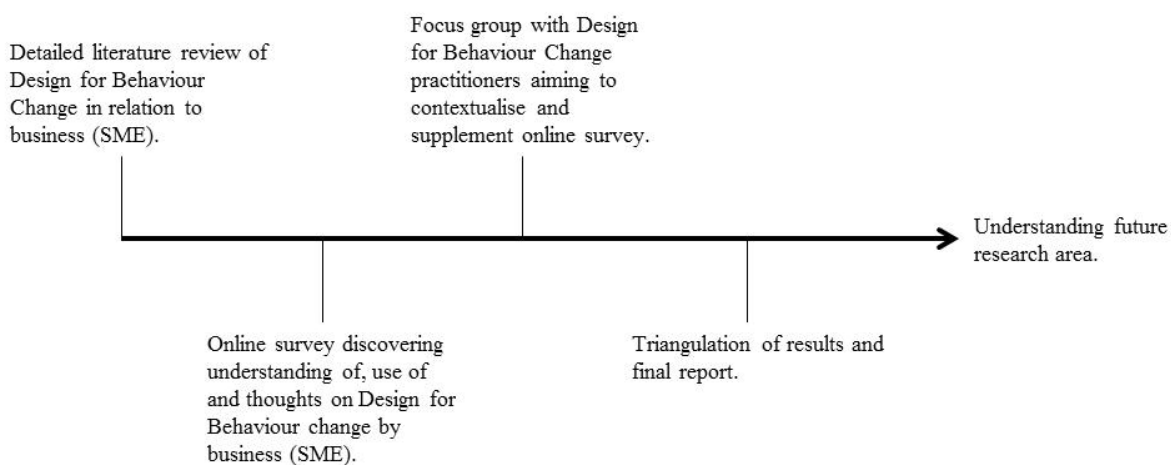 Detailed literature review of
Design for Behaviour
Change in relation to
business (SME).
Online survey discovering
understanding of, use of
and thoughts on Design for
Behaviour change by
business (SME).
Focus group with Design
for Behaviour Change
practitioners aiming to
contextualise and
supplement online survey.
Triangulation of results and
final report.
Understanding future
research area.